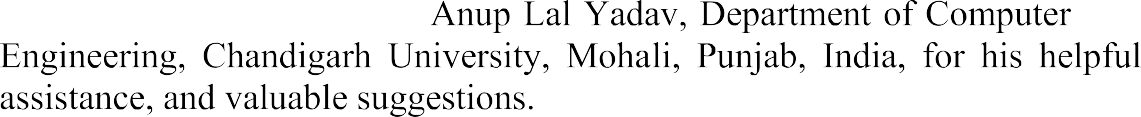 Anup Lal Yadav, Department of Computer
Engineering, Chandigarh University, Mohali, Punjab, India, for his helpful
assistance, and valuable suggestions.